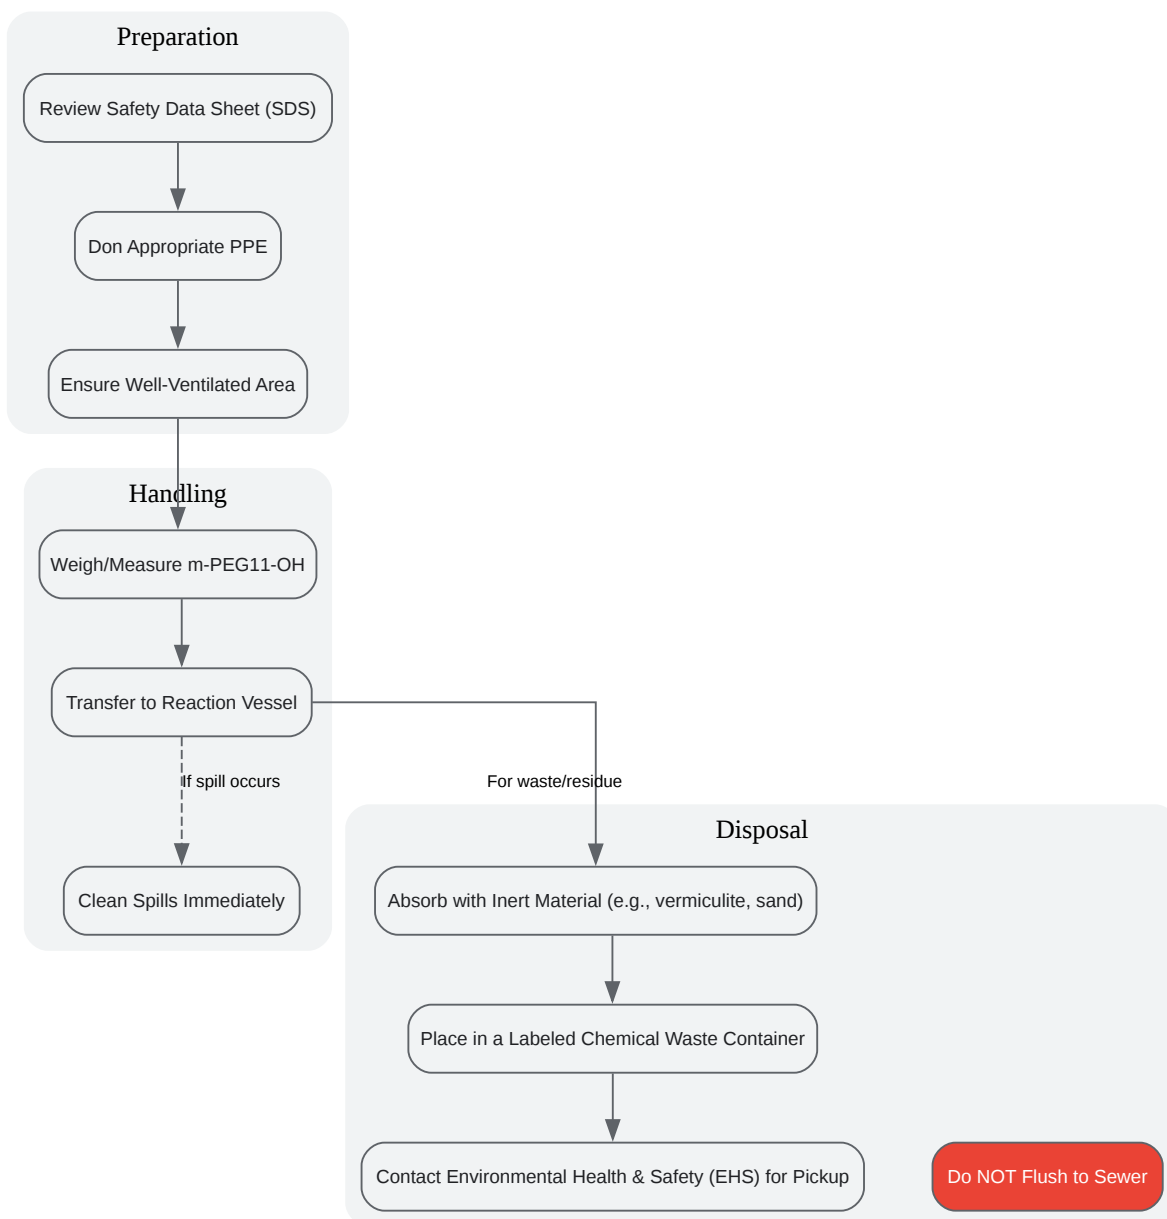 Preparation
Review Safety Data Sheet (SDS)
Don Appropriate PPE
Ensure Well-Ventilated Area
Handling
Weigh/Measure m-PEG11-OH
Transfer to Reaction Vessel
If spill occurs
For waste/residue
Clean Spills Immediately
Disposal
Absorb with Inert Material (e.g., vermiculite, sand)
Place in a Labeled Chemical Waste Container
Contact Environmental Health & Safety (EHS) for Pickup
Do NOT Flush to Sewer